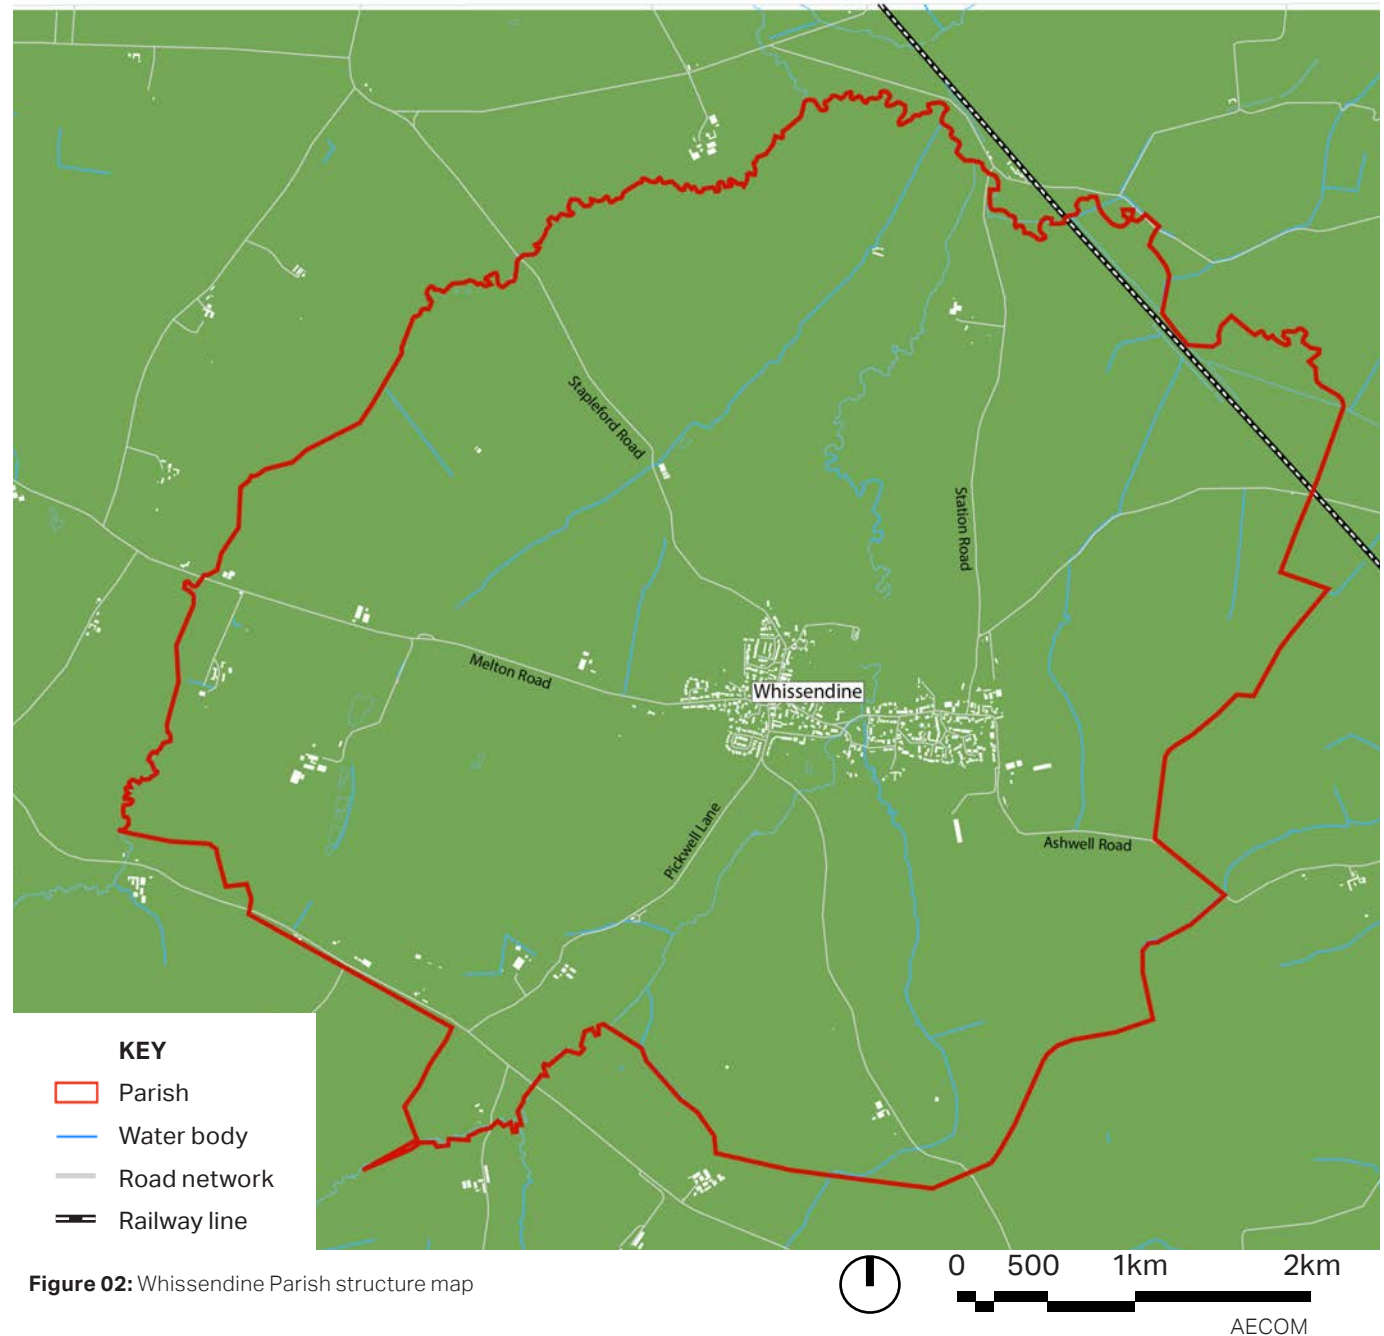 Stapleford Road
Station Road
Melton Road
Whissendine
Pickwell Lane
Ashwell Road
KEY
Parish
Water body
Road network
Railway line
Figure 02: Whissendine Parish structure map
0 500 1km 2km
AECOM